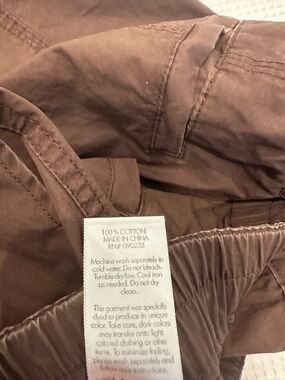 100% COTTON
MADE IN CHINA
RN# 090233
Machine wash separately in
cold water. Do not bleach.
Tumble dry low. Cool iron
as needed. Do not dry
clean.
This garment was specially
dyed to produce its unique
color. Take care, dark colors
may transfer onto light
colored clothing or other
items. To minimize fading,
please wash separately and
follow care instructions.